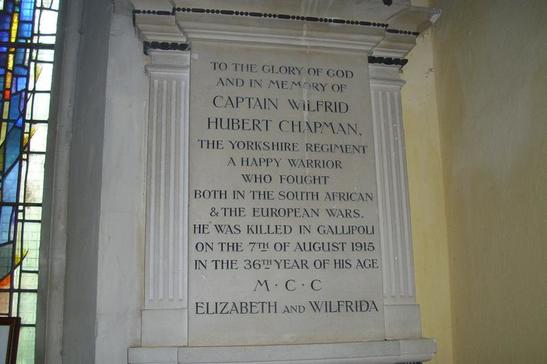 TO THE GLORY OF GOD
AND IN MEMORY OF
CAPTAIN WILFRID
HUBERT CHAPMAN,
THE YORKSHIRE REGIMENT
A HAPPY WARRIOR
WHO FOUGHT
BOTH IN THE SOUTH AFRICAN
& THE EUROPEAN WARS.
HE WAS KILLED IN GALLIPOLI
ON THE 7TH OF AUGUST 1915
IN THE 36TH YEAR OF HIS AGE
M · C · C
ELIZABETH AND WILFRIDA